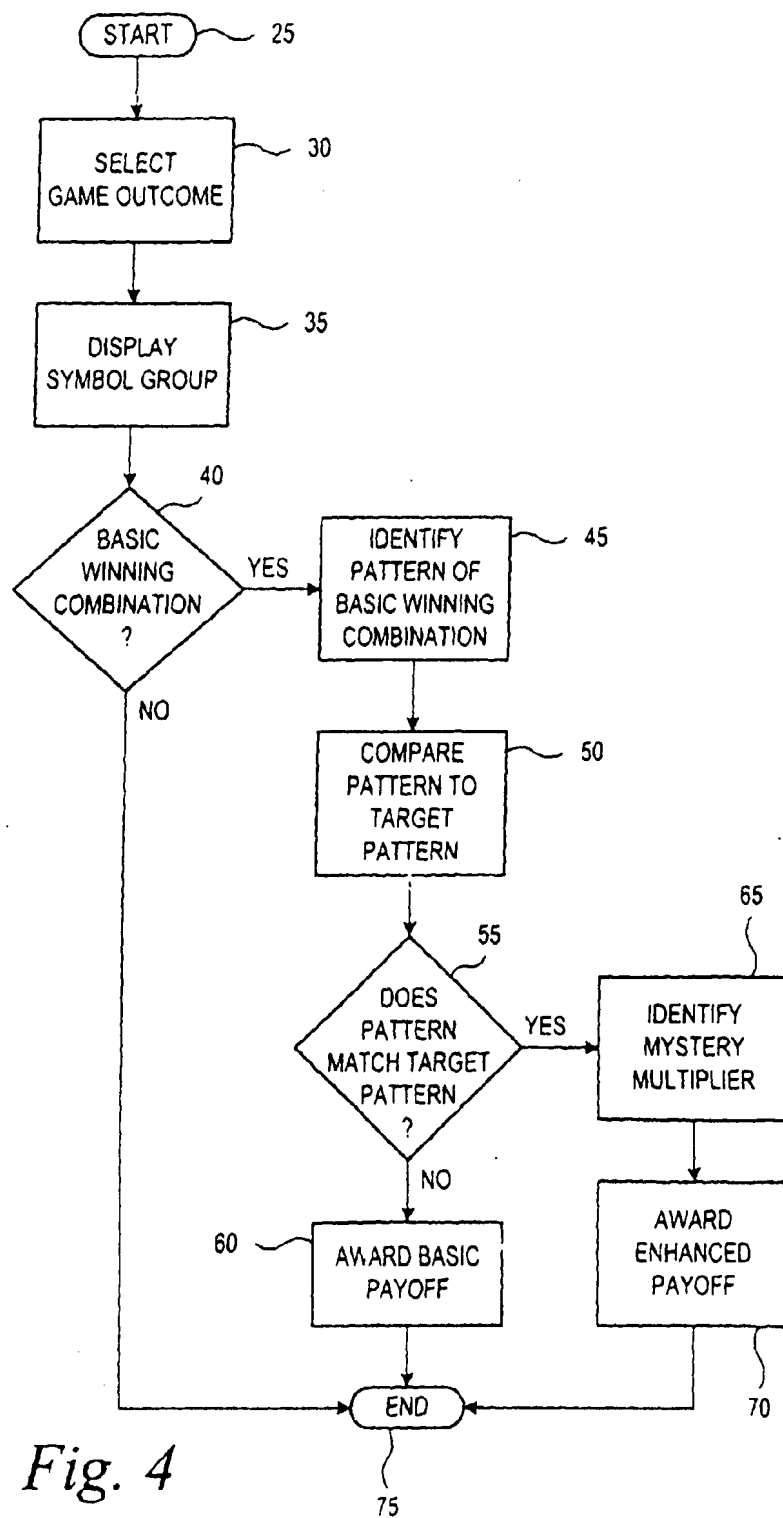 START
25
SELECT
GAME OUTCOME
30
DISPLAY
SYMBOL GROUP
35
BASIC
WINNING
COMBINATION
?
40
YES
NO
IDENTIFY
PATTERN OF
BASIC WINNING
COMBINATION
45
COMPARE
PATTERN TO
TARGET
PATTERN
50
DOES
PATTERN
MATCH TARGET
PATTERN
?
55
YES
NO
IDENTIFY
MYSTERY
MULTIPLIER
65
60
AWARD BASIC
PAYOFF
AWARD
ENHANCED
PAYOFF
70
END
75
Fig. 4